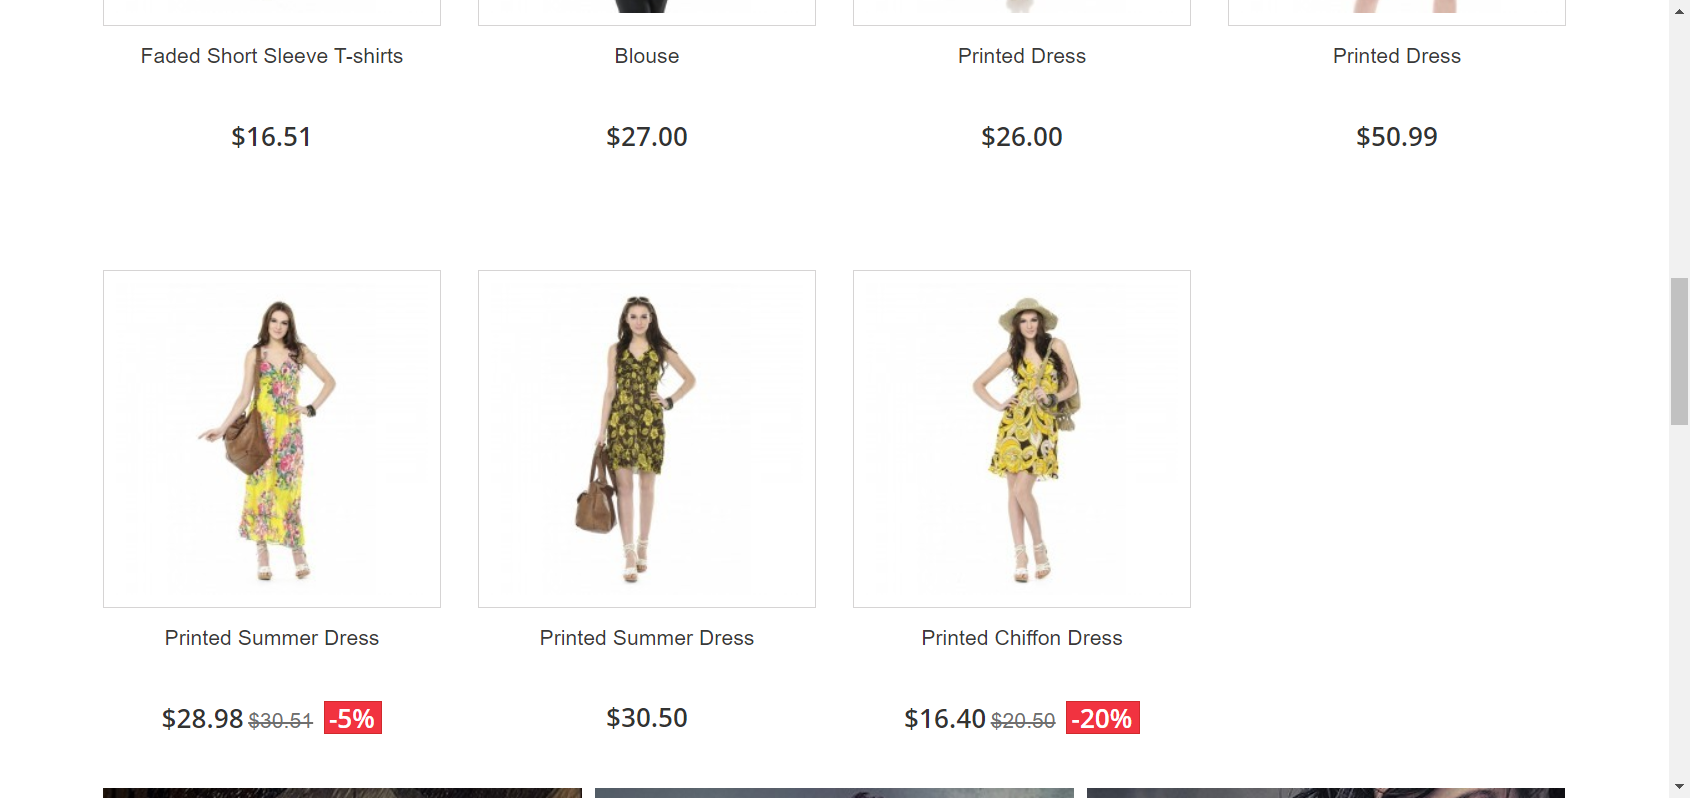 Faded Short Sleeve T-shirts
Blouse
Printed Dress
Printed Dress
$16.51
$27.00
$26.00
$50.99
Printed Summer Dress
Printed Summer Dress
Printed Chiffon Dress
$28.98 $30.51 -5%
$30.50
$16.40 $20.50 -20%